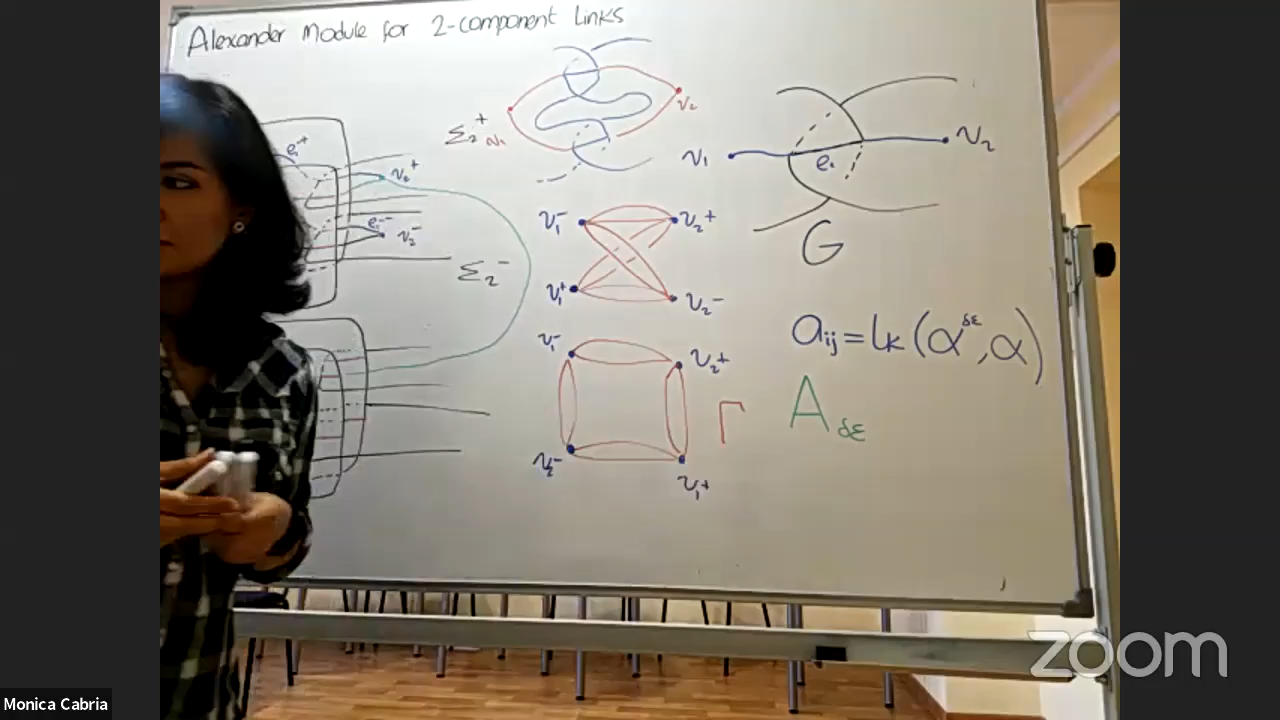 Alexander Module for 2-component Links
e₁⁺
v₂⁺
e₁⁻
v₂⁻
Σ₂⁺
v₁
v₂
Σ₂⁻
v₁
e₁
v₂
G
v₁⁻
v₂⁺
v₁⁺
v₂⁻
v₁⁻
v₂⁺
v₂⁻
v₁⁺
Γ
aᵢⱼ = lk(α^δε, α)
A_δε
zoom
Monica Cabria